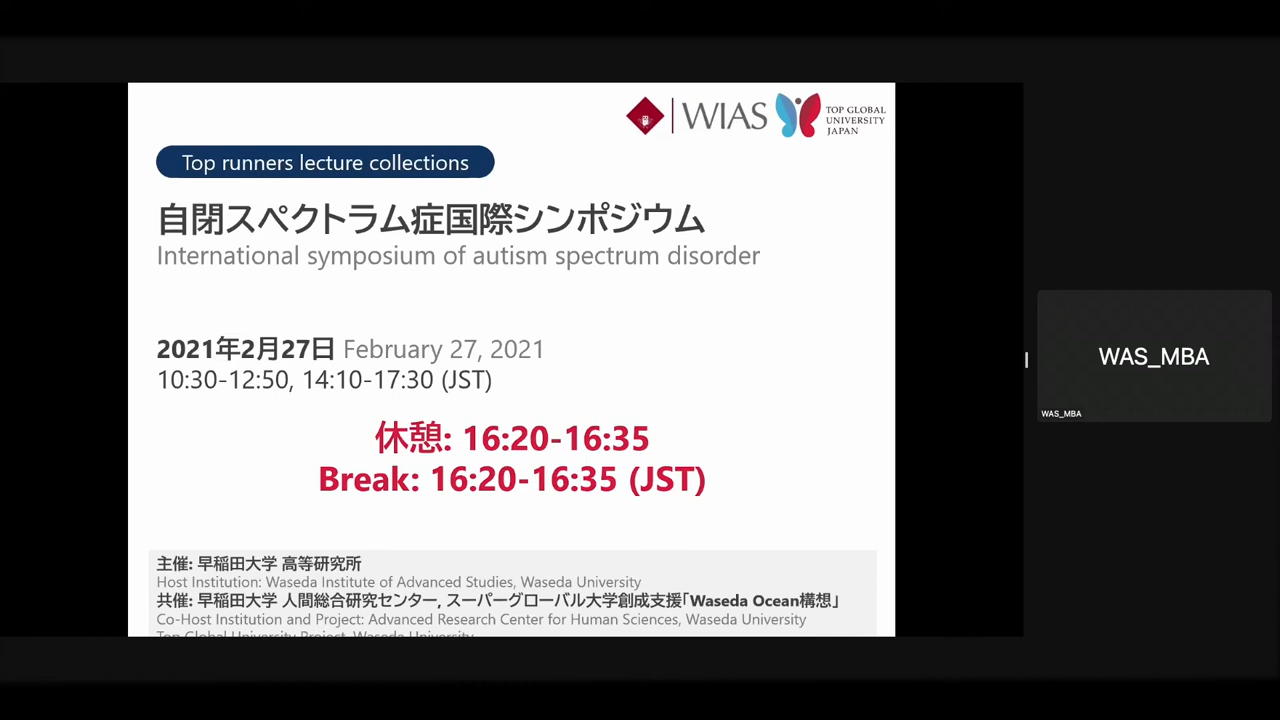 WIAS
TOP GLOBAL
UNIVERSITY
JAPAN
Top runners lecture collections
自閉スペクトラム症国際シンポジウム
International symposium of autism spectrum disorder
2021年2月27日 February 27, 2021
10:30-12:50, 14:10-17:30 (JST)
休憩: 16:20-16:35
Break: 16:20-16:35 (JST)
主催: 早稲田大学 高等研究所
Host Institution: Waseda Institute of Advanced Studies, Waseda University
共催: 早稲田大学 人間総合研究センター, スーパーグローバル大学創成支援「Waseda Ocean構想」
Co-Host Institution and Project: Advanced Research Center for Human Sciences, Waseda University
Top Global University Project, Waseda University
WAS_MBA
WAS_MBA